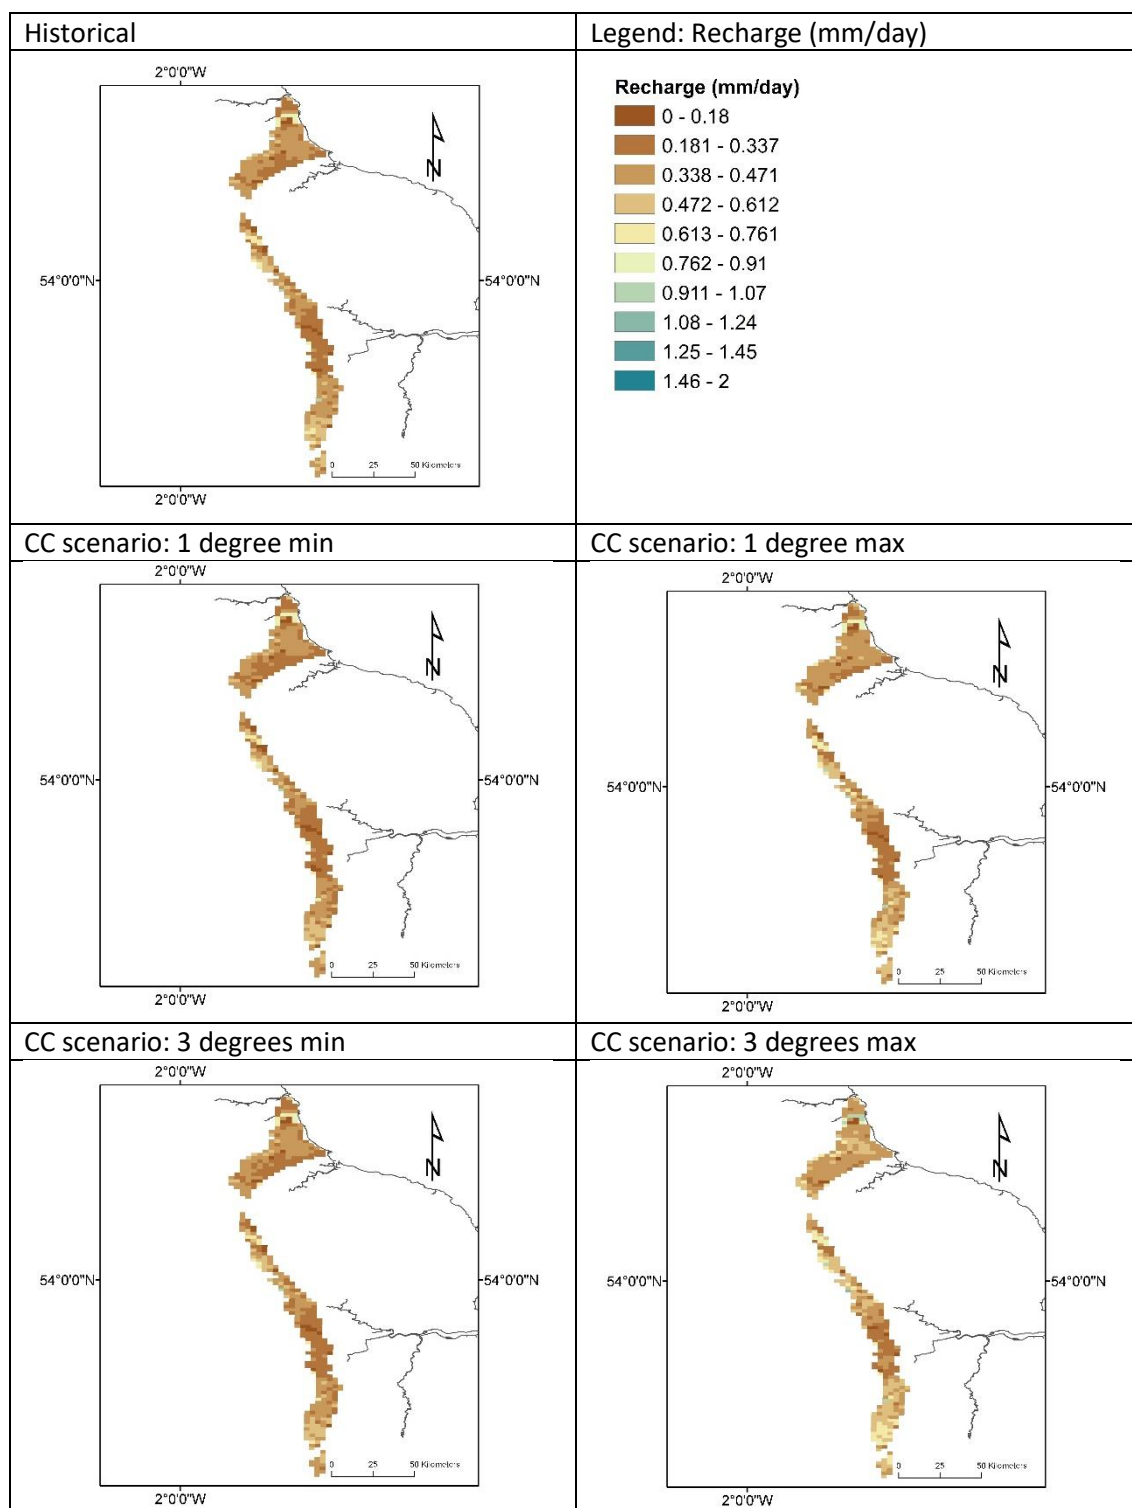 Historical
Legend: Recharge (mm/day)
2°0'0"W
N
54°0'0"N
54°0'0"N
0 25 50 Kilometers
2°0'0"W
Recharge (mm/day)
0 - 0.18
0.181 - 0.337
0.338 - 0.471
0.472 - 0.612
0.613 - 0.761
0.762 - 0.91
0.911 - 1.07
1.08 - 1.24
1.25 - 1.45
1.46 - 2
CC scenario: 1 degree min
CC scenario: 1 degree max
2°0'0"W
N
54°0'0"N
54°0'0"N
0 25 50 Kilometers
2°0'0"W
2°0'0"W
N
54°0'0"N
54°0'0"N
0 25 50 Kilometers
2°0'0"W
CC scenario: 3 degrees min
CC scenario: 3 degrees max
2°0'0"W
N
54°0'0"N
54°0'0"N
0 25 50 Kilometers
2°0'0"W
2°0'0"W
N
54°0'0"N
54°0'0"N
0 25 50 Kilometers
2°0'0"W